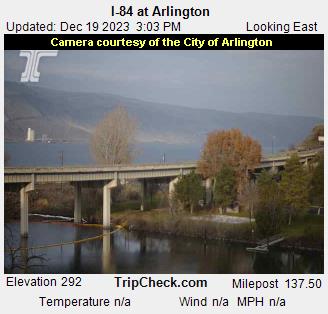 I-84 at Arlington
Updated: Dec 19 2023 3:03 PM Looking East
Camera courtesy of the City of Arlington
Elevation 292 TripCheck.com Milepost 137.50
Temperature n/a Wind n/a MPH n/a